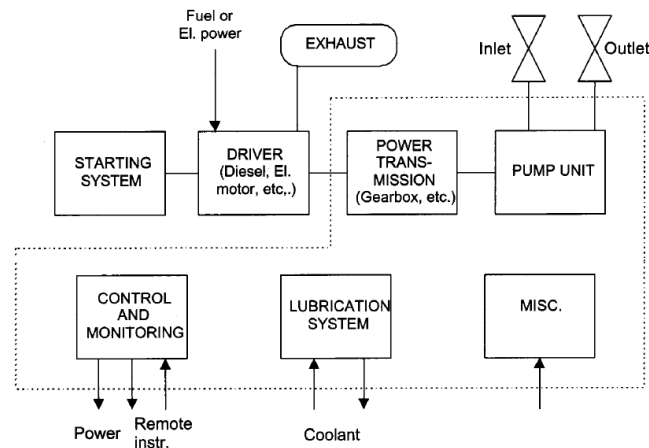 Fuel or
El. power
EXHAUST
Inlet
Outlet
STARTING
SYSTEM
DRIVER
(Diesel, El.
motor, etc,.)
POWER
TRANS-
MISSION
(Gearbox, etc.)
PUMP UNIT
CONTROL
AND
MONITORING
LUBRICATION
SYSTEM
MISC.
Power
Remote
instr.
Coolant